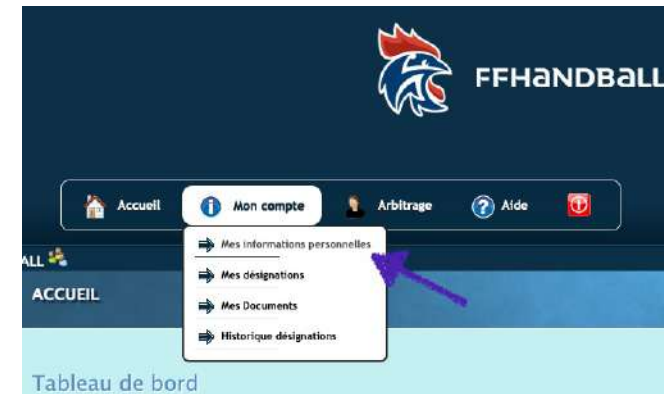 FFHANDBALL
Accueil Mon compte Arbitrage Aide
Mes informations personnelles
ALL
Mes désignations
ACCUEIL
Mes Documents
Historique désignations
Tableau de bord